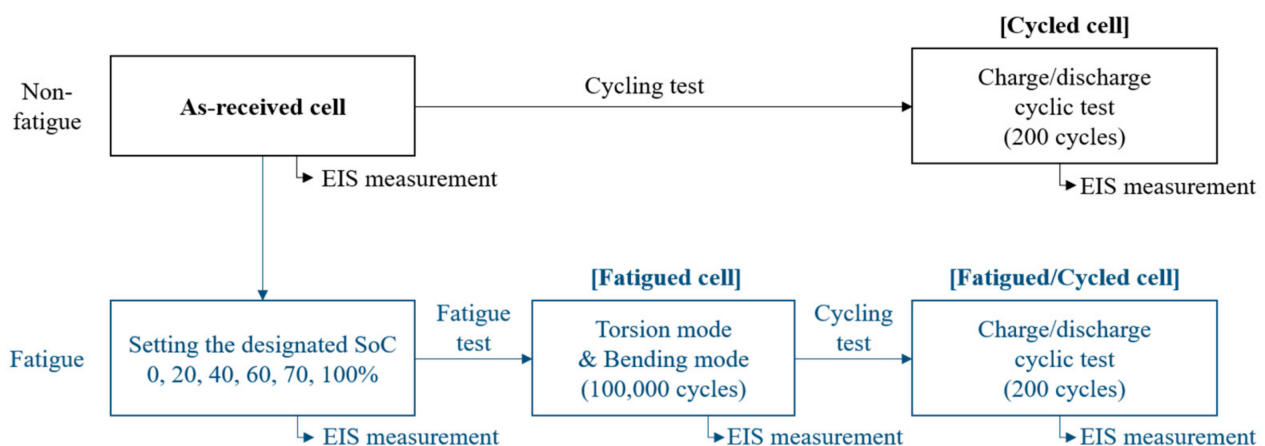 [Cycled cell]
Non-
fatigue
As-received cell
Cycling test
Charge/discharge
cyclic test
(200 cycles)
EIS measurement
EIS measurement
[Fatigued cell]
[Fatigued/Cycled cell]
Fatigue
Setting the designated SoC
0, 20, 40, 60, 70, 100%
Fatigue
test
Torsion mode
& Bending mode
(100,000 cycles)
Cycling
test
Charge/discharge
cyclic test
(200 cycles)
EIS measurement
EIS measurement
EIS measurement